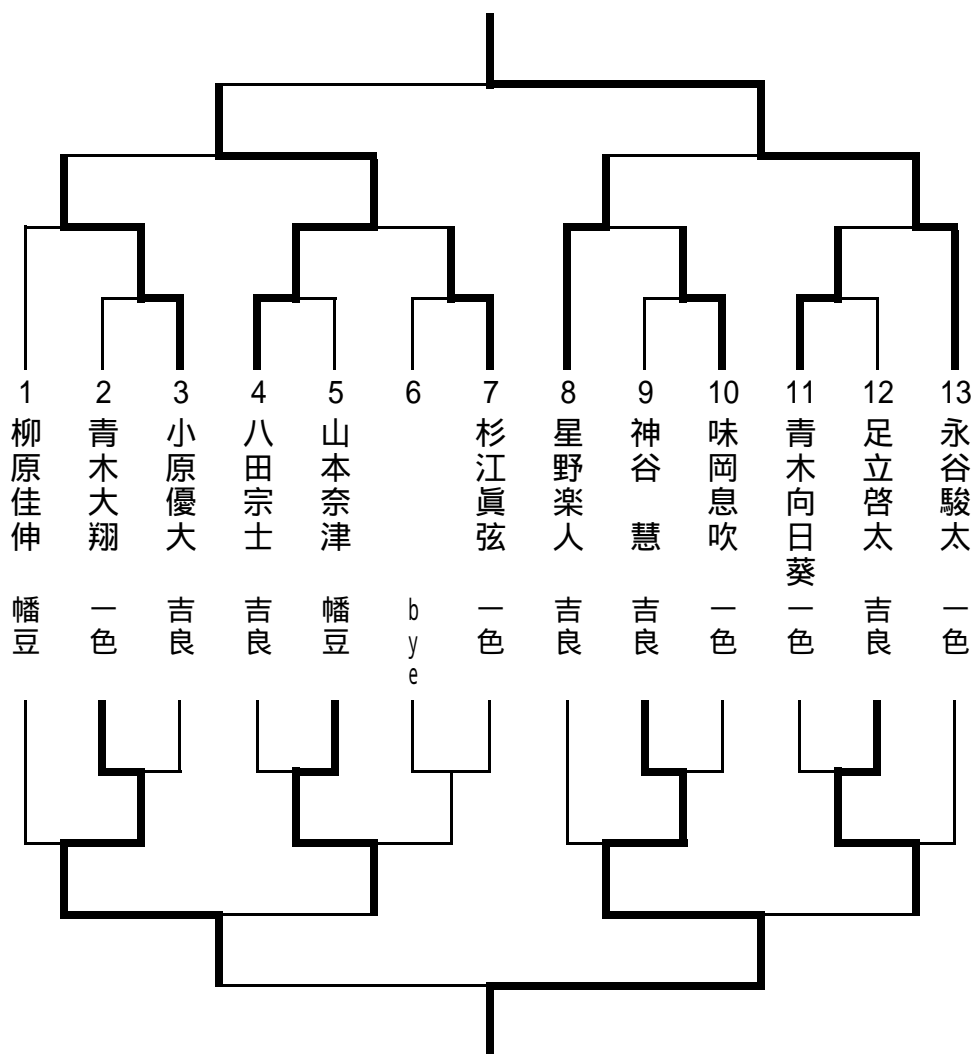 1
柳原佳伸 幡豆
2
青木大翔 一色
3
小原優大 吉良
4
八田宗士 吉良
5
山本奈津 幡豆
6
bye
7
杉江眞弦 一色
8
星野楽人 吉良
9
神谷 慧 吉良
10
味岡息吹 一色
11
青木向日葵 一色
12
足立啓太 吉良
13
永谷駿太 一色